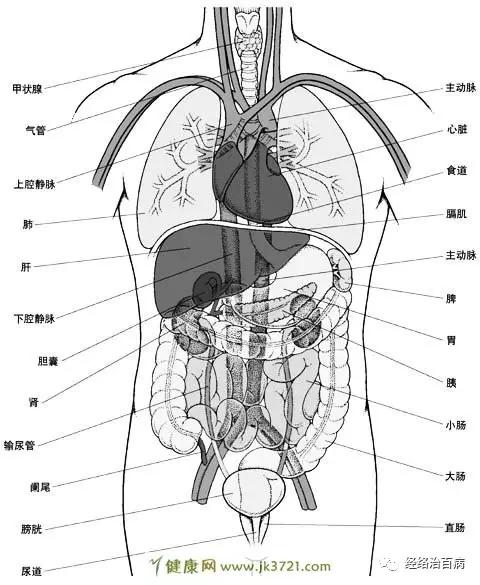 甲状腺
气管
上腔静脉
肺
肝
下腔静脉
胆囊
肾
输尿管
阑尾
膀胱
尿道
主动脉
心脏
食道
膈肌
主动脉
脾
胃
胰
小肠
大肠
直肠
健康网 www.jk3721.com
经络治百病